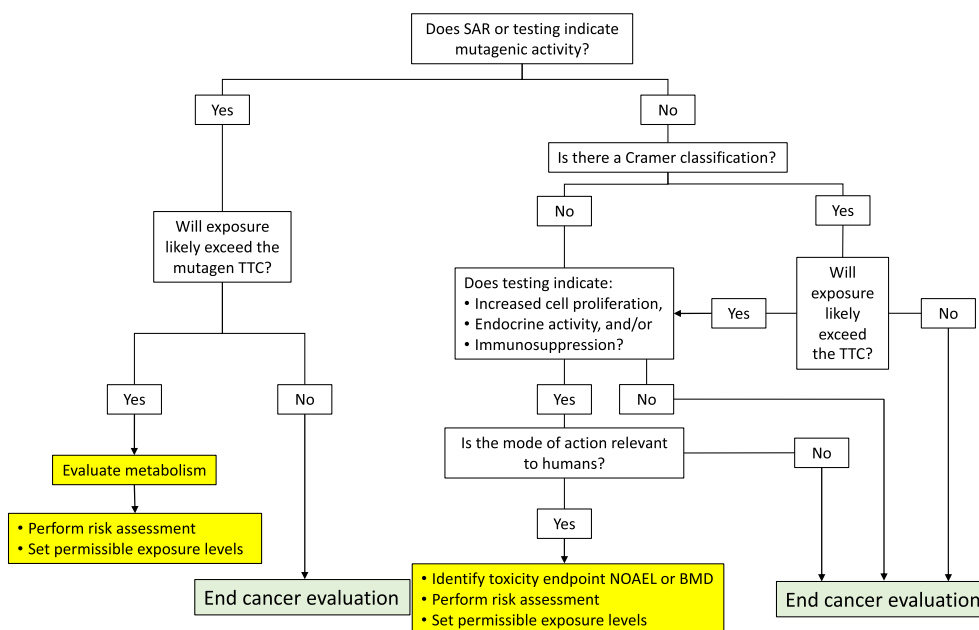 Does SAR or testing indicate
mutagenic activity?
Yes
No
Is there a Cramer classification?
No
Yes
Will exposure
likely exceed the
mutagen TTC?
Does testing indicate:
• Increased cell proliferation,
• Endocrine activity, and/or
• Immunosuppression?
Yes
Will
exposure
likely
exceed
the TTC?
No
Yes
No
Yes
No
Is the mode of action relevant
to humans?
No
Evaluate metabolism
• Perform risk assessment
• Set permissible exposure levels
Yes
End cancer evaluation
• Identify toxicity endpoint NOAEL or BMD
• Perform risk assessment
• Set permissible exposure levels
End cancer evaluation